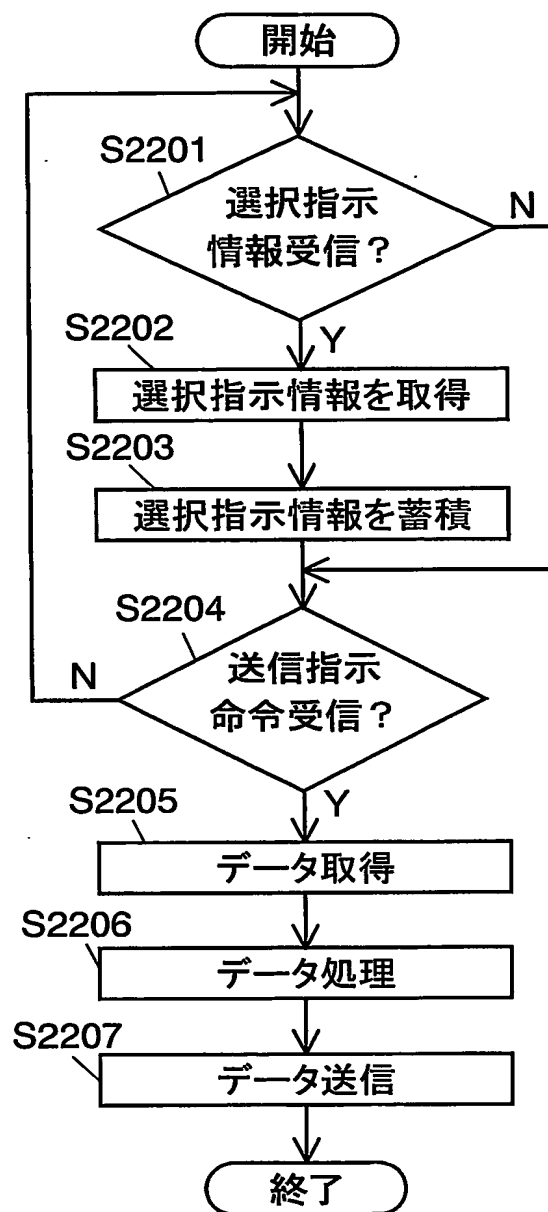 開始
S2201
選択指示
情報受信？
N
Y
S2202
選択指示情報を取得
S2203
選択指示情報を蓄積
S2204
送信指示
命令受信？
N
Y
S2205
データ取得
S2206
データ処理
S2207
データ送信
終了